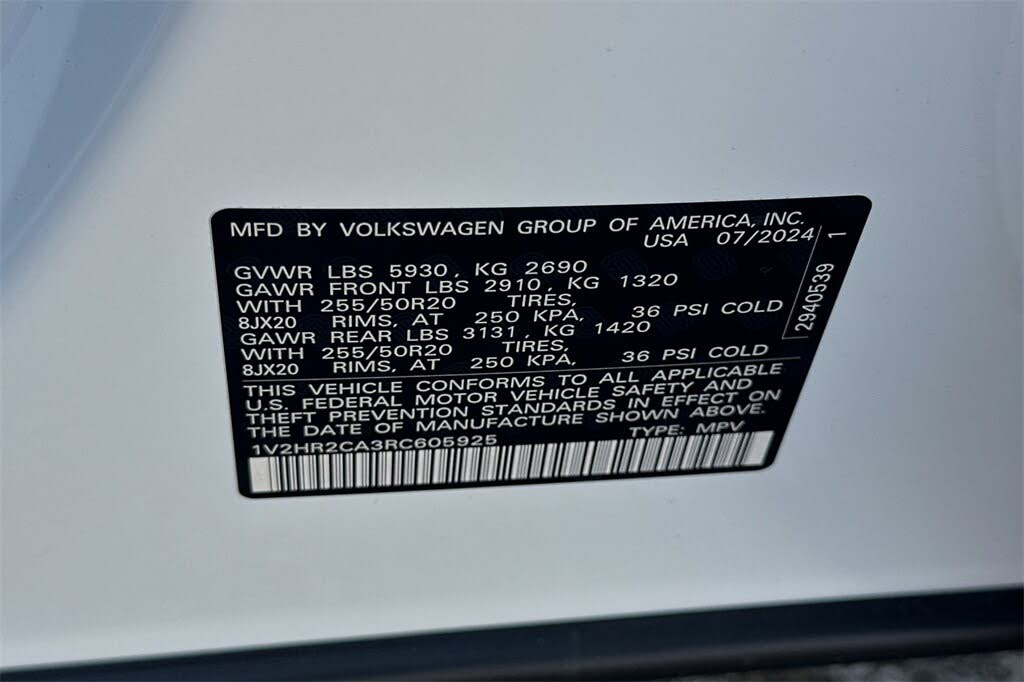 MFD BY VOLKSWAGEN GROUP OF AMERICA, INC.
USA 07/2024
GVWR LBS 5930, KG 2690
GAWR FRONT LBS 2910, KG 1320
WITH 255/50R20 TIRES,
8JX20 RIMS, AT 250 KPA, 36 PSI COLD
GAWR REAR LBS 3131, KG 1420
WITH 255/50R20 TIRES,
8JX20 RIMS, AT 250 KPA, 36 PSI COLD
THIS VEHICLE CONFORMS TO ALL APPLICABLE
U.S. FEDERAL MOTOR VEHICLE SAFETY AND
THEFT PREVENTION STANDARDS IN EFFECT ON
THE DATE OF MANUFACTURE SHOWN ABOVE.
1V2HR2CA3RC605925 TYPE: MPV
2940539 1